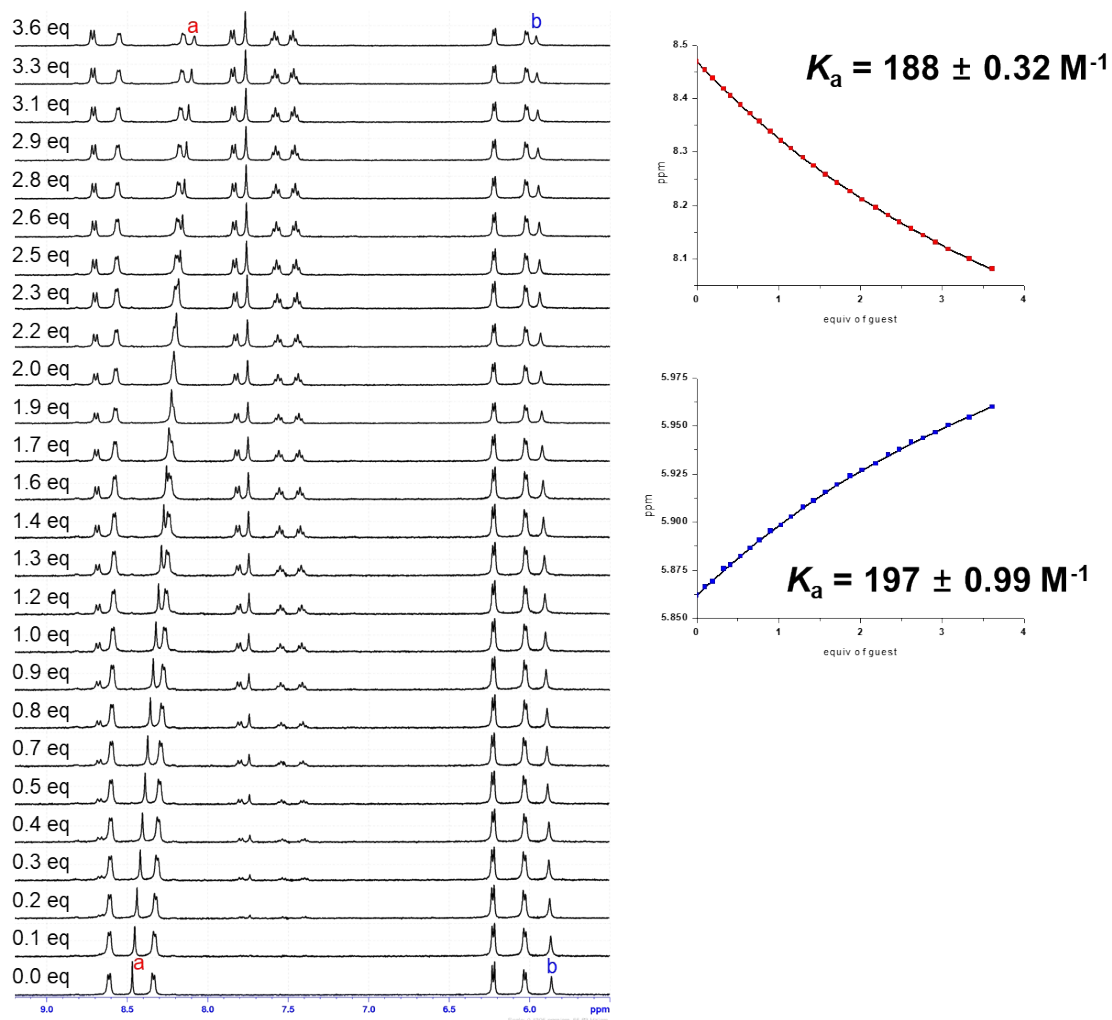 3.6 eq
a
b
3.3 eq
3.1 eq
2.9 eq
2.8 eq
2.6 eq
2.5 eq
2.3 eq
2.2 eq
2.0 eq
1.9 eq
1.7 eq
1.6 eq
1.4 eq
1.3 eq
1.2 eq
1.0 eq
0.9 eq
0.8 eq
0.7 eq
0.5 eq
0.4 eq
0.3 eq
0.2 eq
0.1 eq
0.0 eq
a
b
9.0 8.5 8.0 7.5 7.0 6.5 6.0 ppm
Ka = 188 ± 0.32 M-1
8.5
8.4
8.3
8.2
8.1
ppm
0 1 2 3 4
equiv of guest
5.975
5.950
5.925
5.900
5.875
5.850
ppm
Ka = 197 ± 0.99 M-1
0 1 2 3 4
equiv of guest